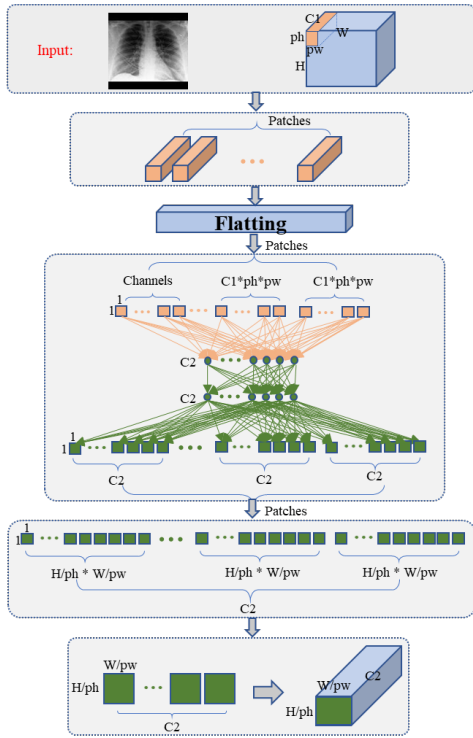 Input:
C1
W
ph
pw
H
Patches
Flatting
Patches
Channels
C1*ph*pw
C1*ph*pw
1
1
C2
C2
1
1
C2
C2
C2
Patches
1
1
H/ph * W/pw
H/ph * W/pw
H/ph * W/pw
C2
W/pw
H/ph
C2
C2
W/pw
H/ph